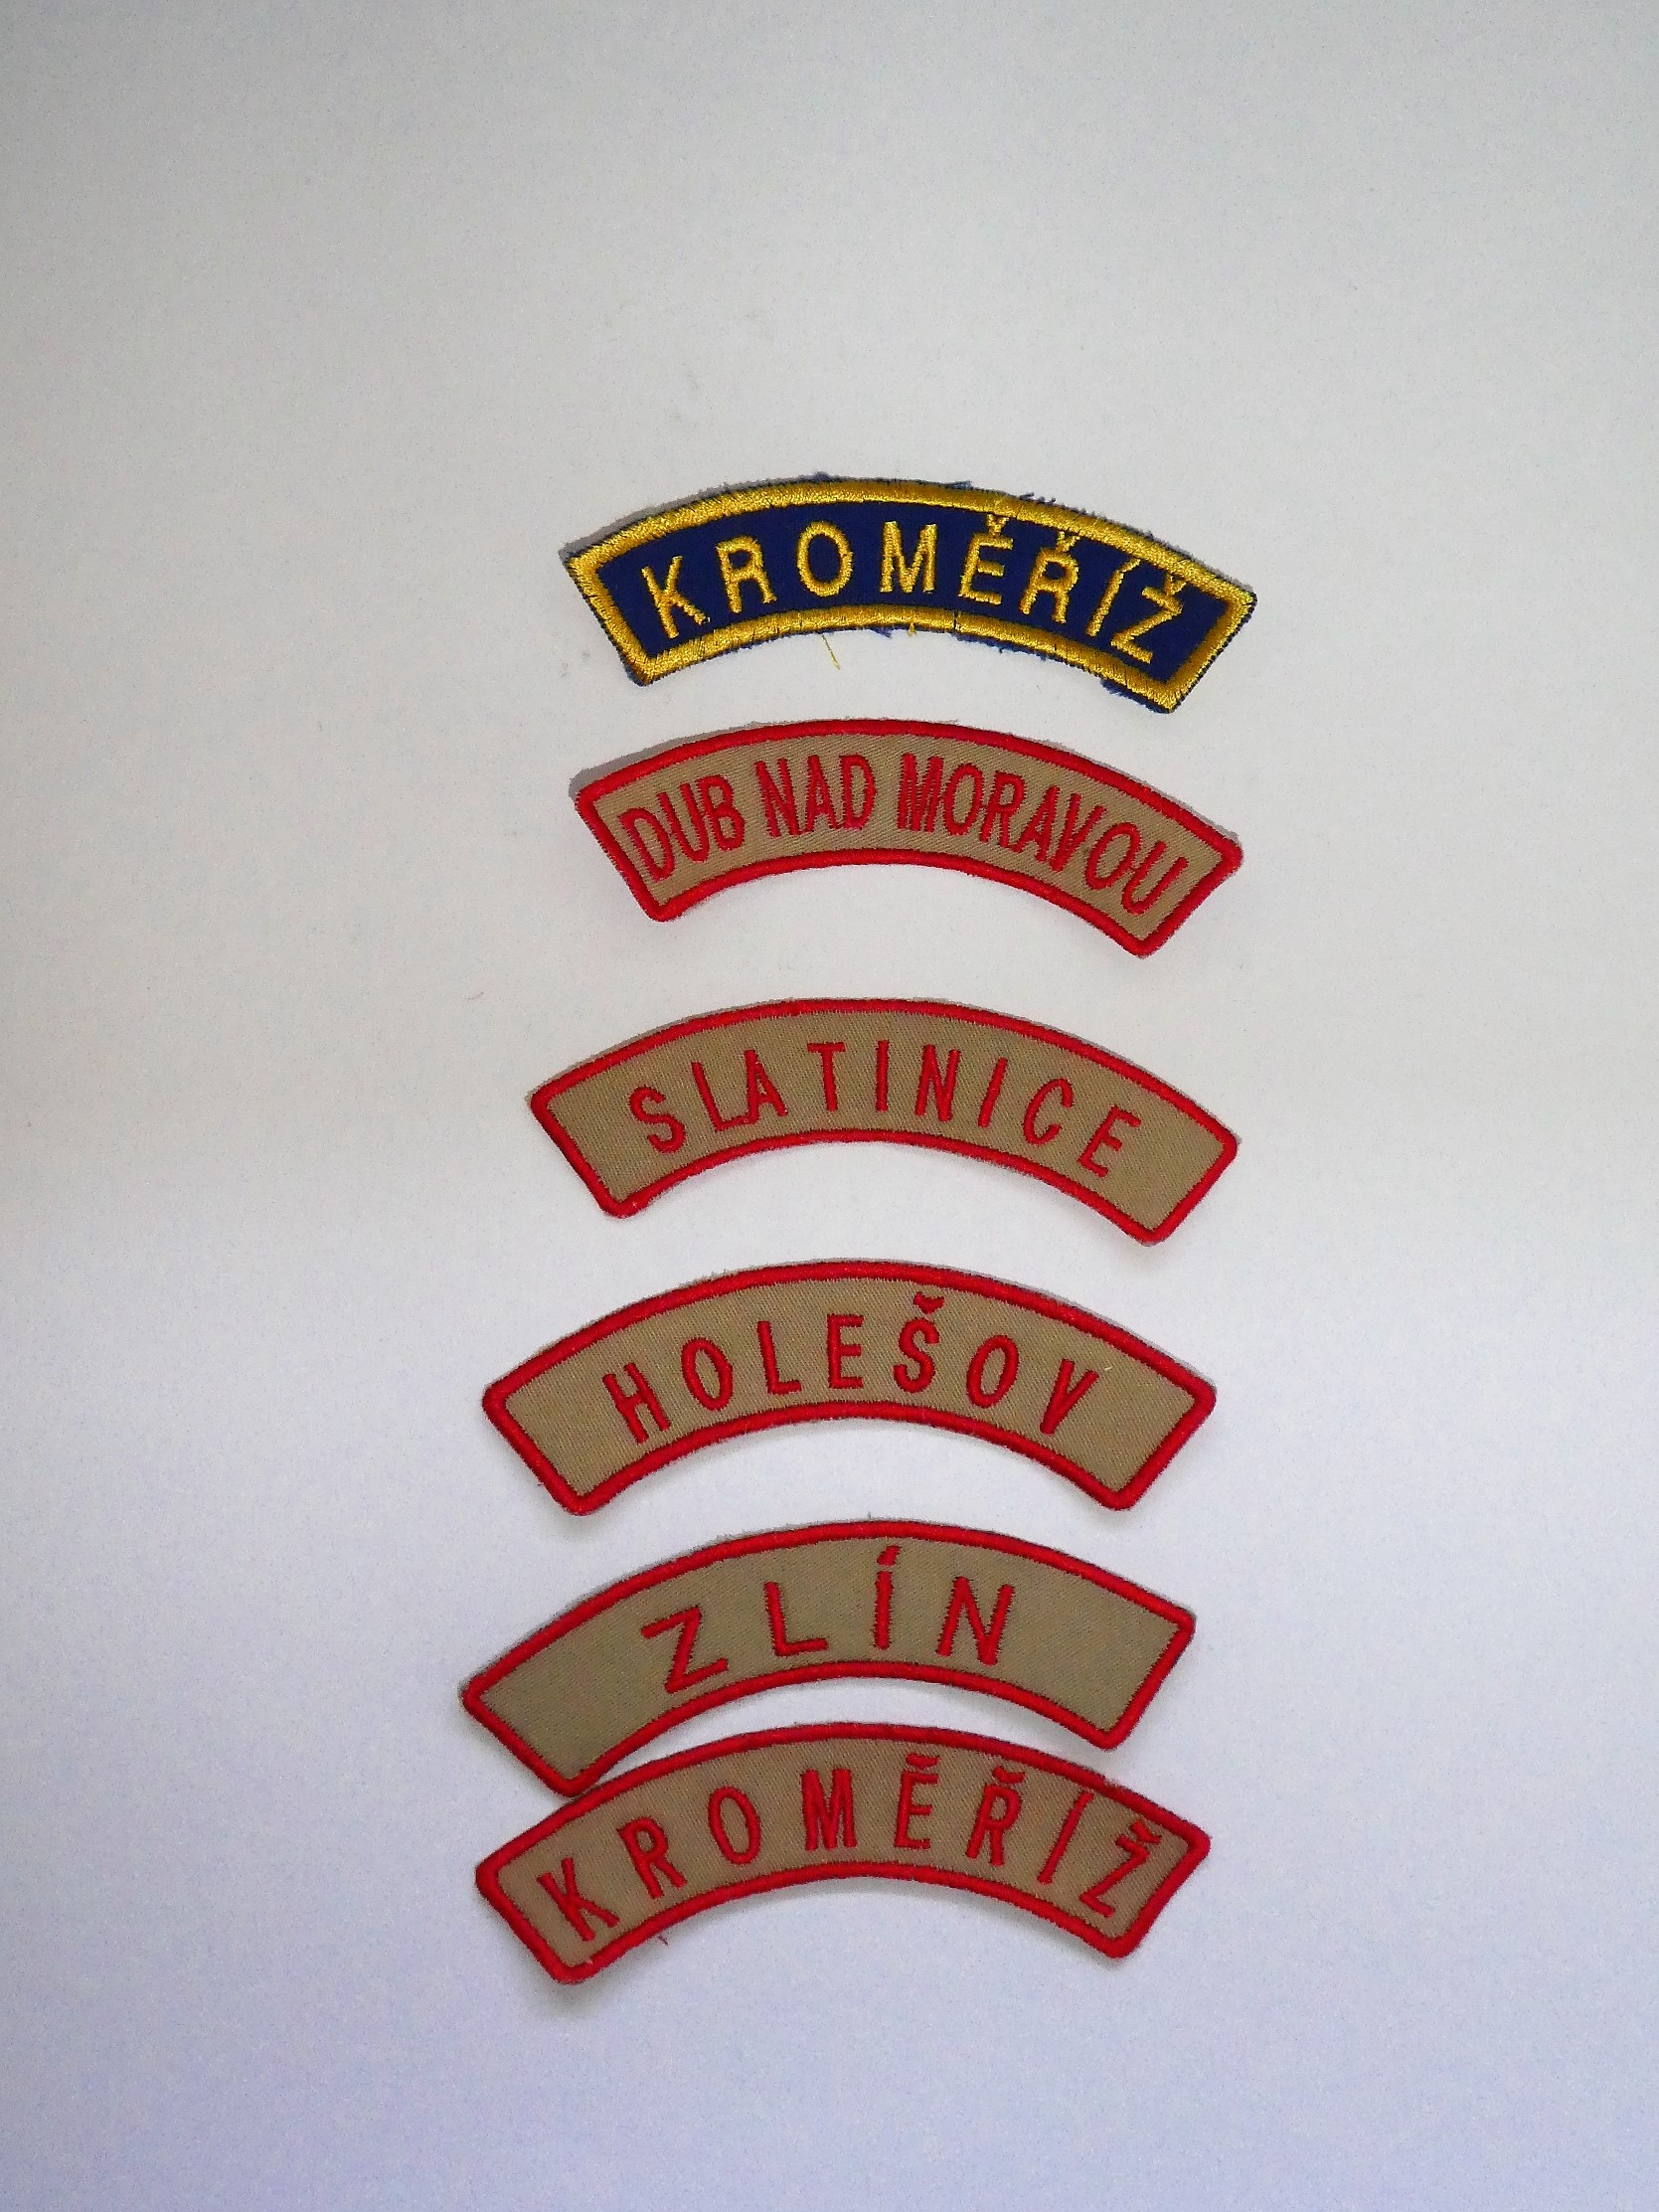 KROMĚŘÍŽ
DUB NAD MORAVOU
SLATINICE
HOLEŠOV
ZLÍN
KROMĚŘÍŽ